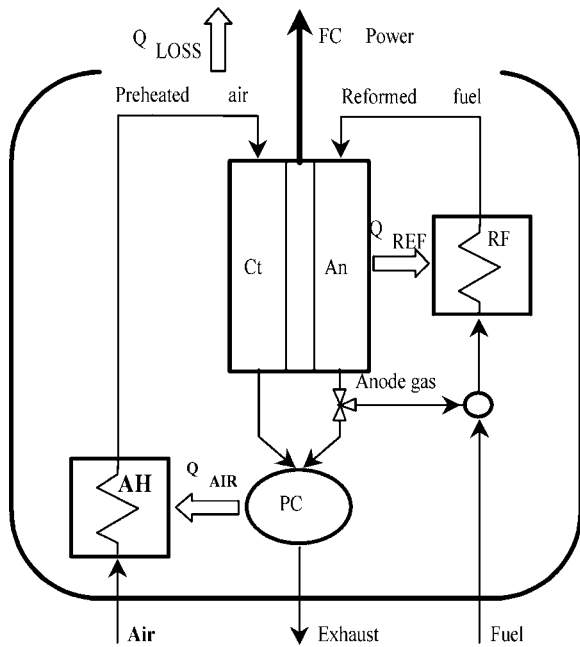 Q LOSS
FC Power
Preheated air
Reformed fuel
Q REF
RF
Ct
An
Anode gas
Q AIR
AH
PC
Air
Exhaust
Fuel